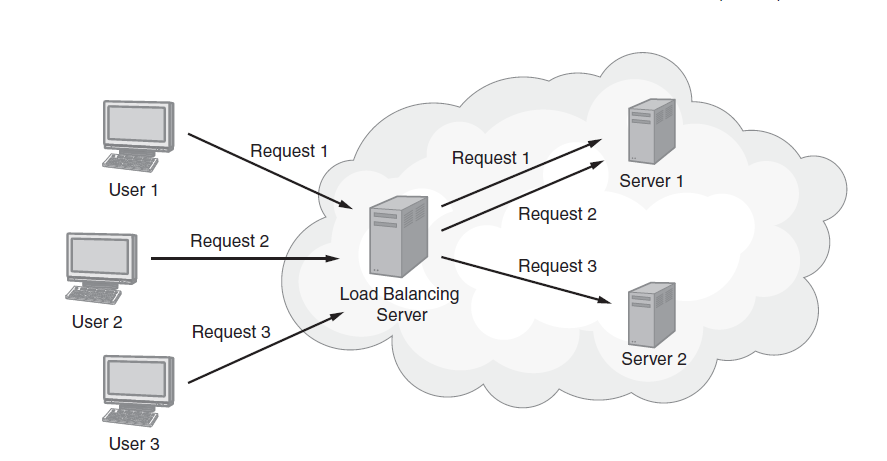 User 1
Request 1
User 2
Request 2
User 3
Request 3
Load Balancing
Server
Request 1
Request 2
Request 3
Server 1
Server 2